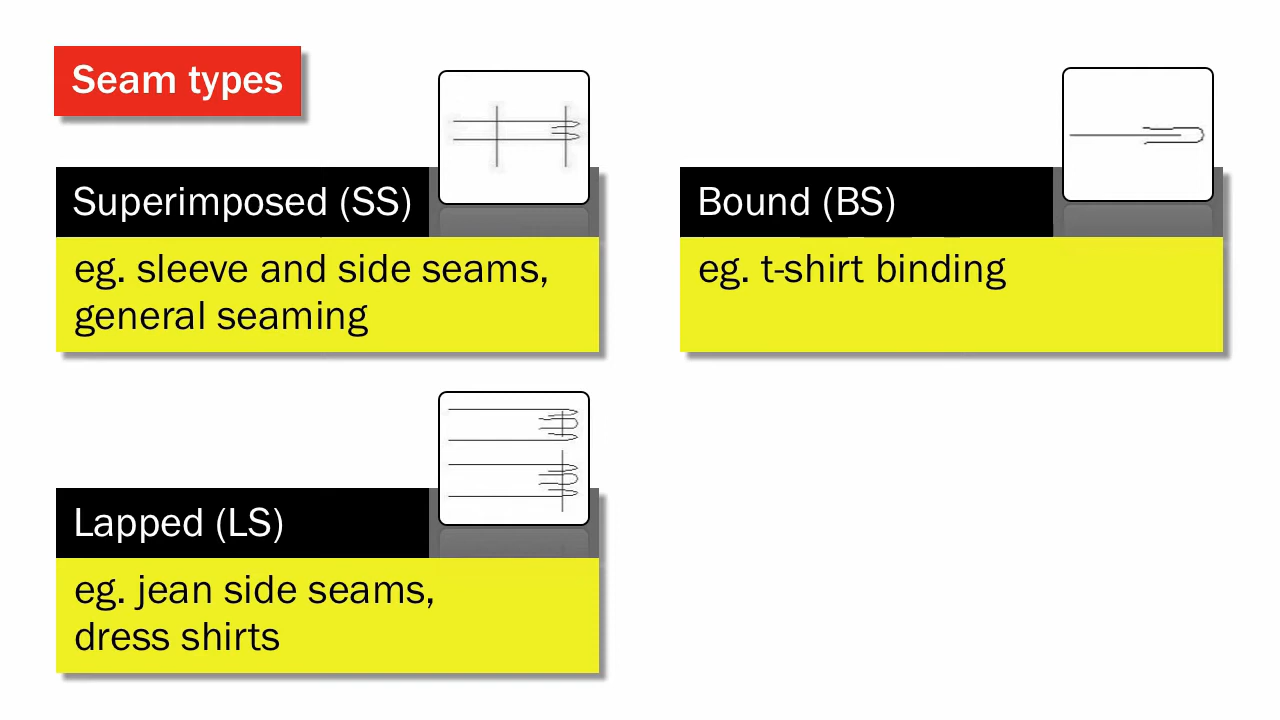 Seam types
Superimposed (SS)
eg. sleeve and side seams,
general seaming
Bound (BS)
eg. t-shirt binding
Lapped (LS)
eg. jean side seams,
dress shirts